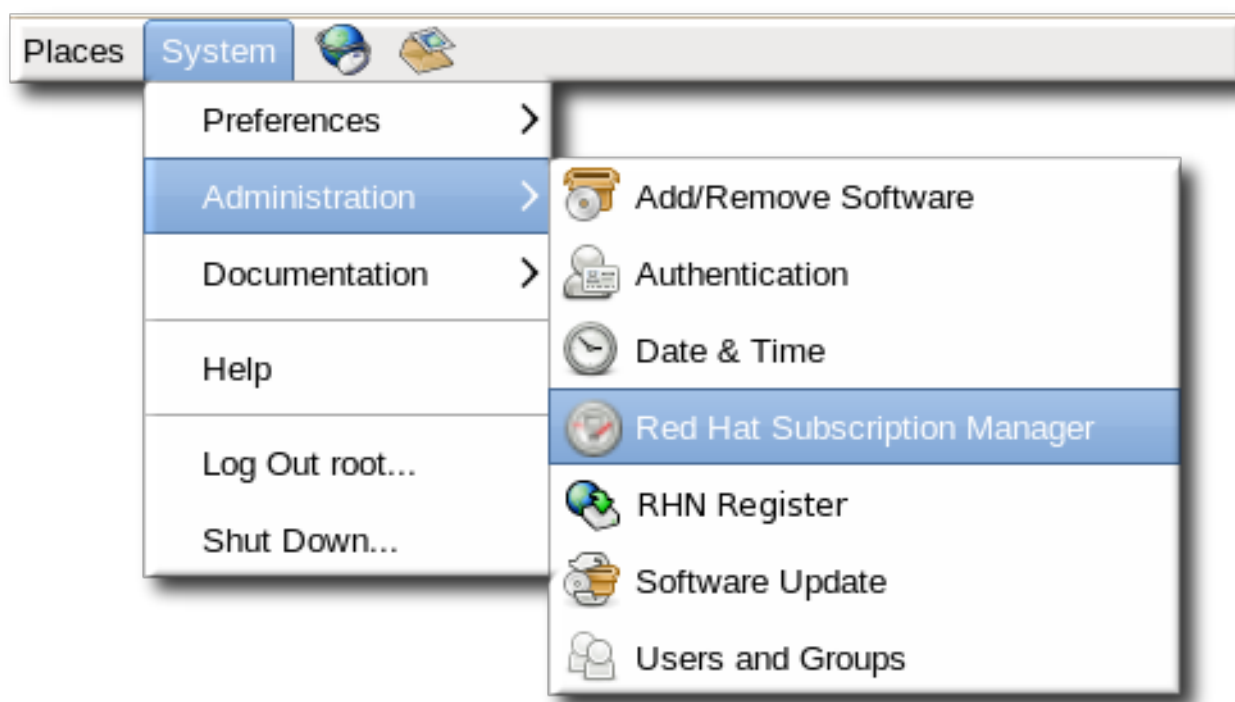 Places System
Preferences
Administration
Documentation
Help
Log Out root...
Shut Down...
Add/Remove Software
Authentication
Date & Time
Red Hat Subscription Manager
RHN Register
Software Update
Users and Groups